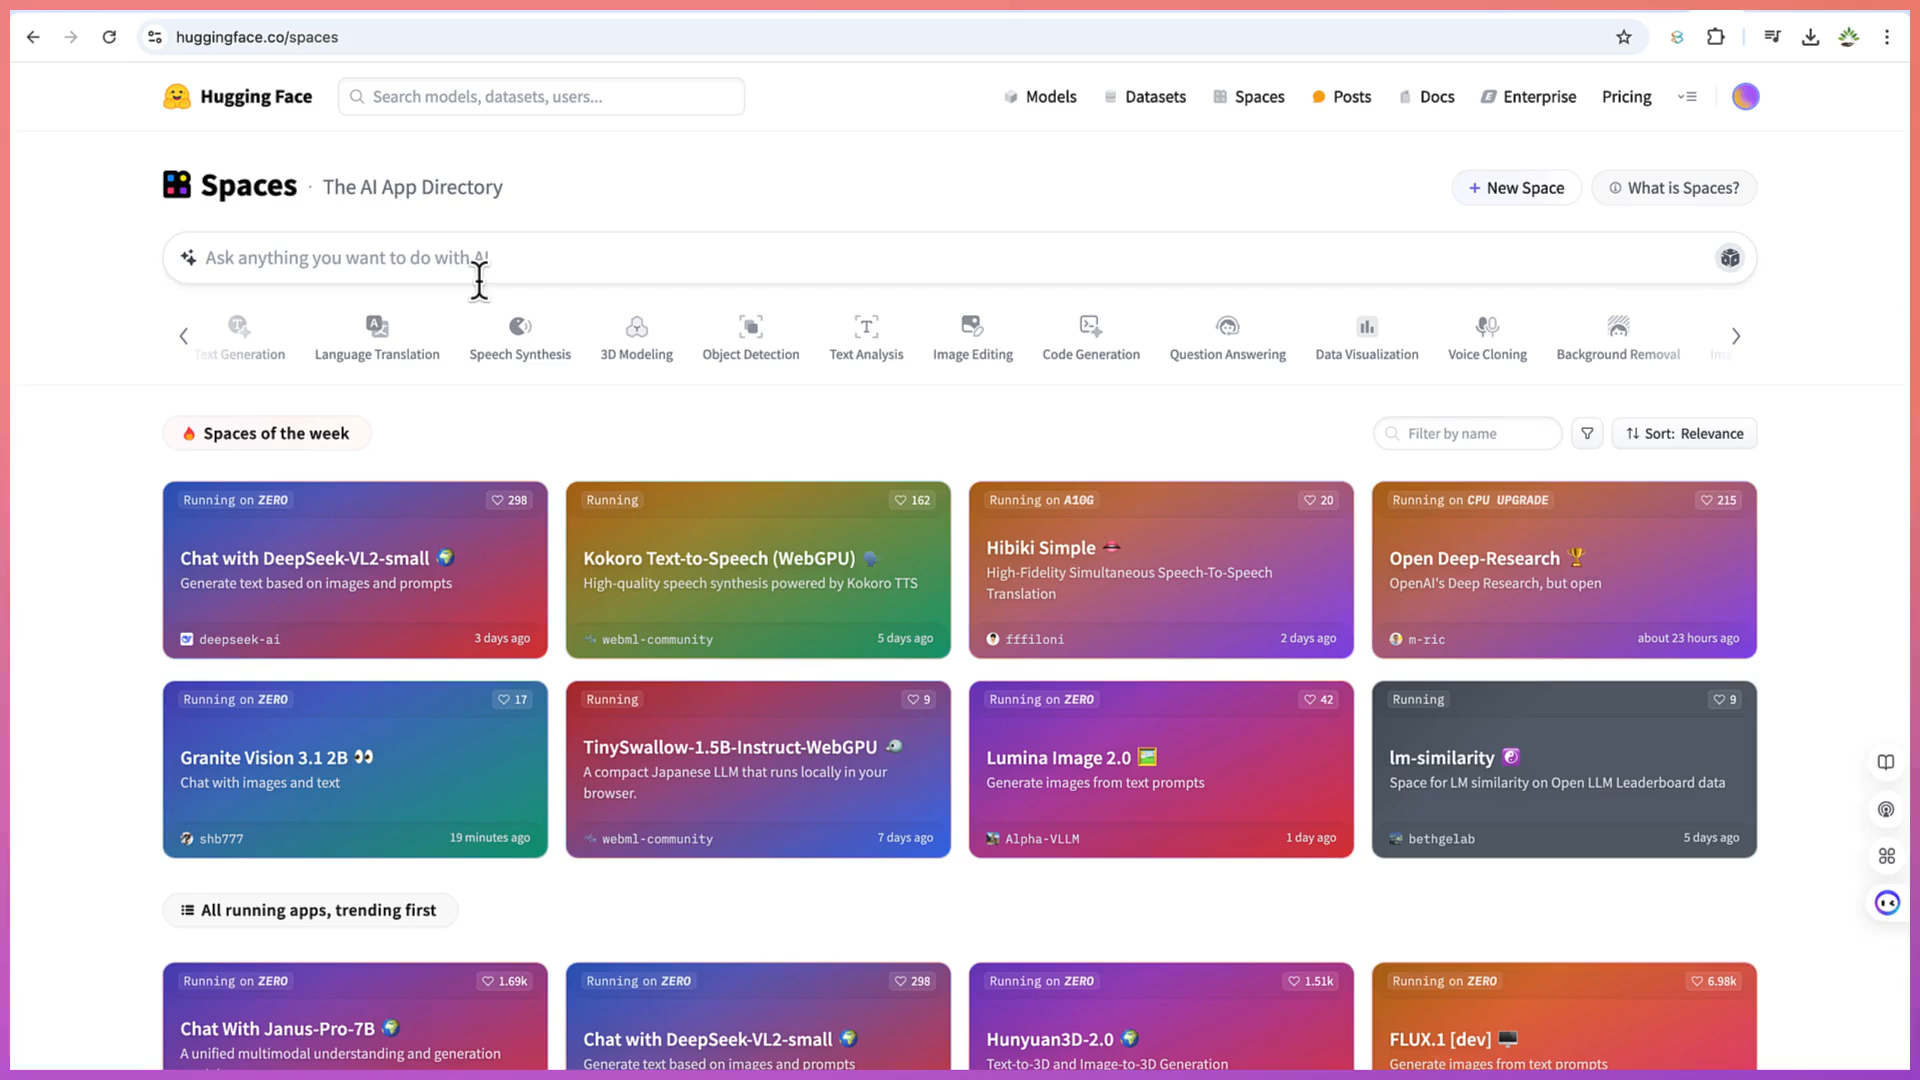 huggingface.co/spaces
Hugging Face
Search models, datasets, users...
Models
Datasets
Spaces
Posts
Docs
Enterprise
Pricing
Spaces
· The AI App Directory
+ New Space
What is Spaces?
Ask anything you want to do with AI
Text Generation
Language Translation
Speech Synthesis
3D Modeling
Object Detection
Text Analysis
Image Editing
Code Generation
Question Answering
Data Visualization
Voice Cloning
Background Removal
Spaces of the week
Filter by name
Sort: Relevance
Running on ZERO
298
Chat with DeepSeek-VL2-small
Generate text based on images and prompts
deepseek-ai
3 days ago
Running
162
Kokoro Text-to-Speech (WebGPU)
High-quality speech synthesis powered by Kokoro TTS
webml-community
5 days ago
Running on A10G
20
Hibiki Simple
High-Fidelity Simultaneous Speech-To-Speech
Translation
fffiloni
2 days ago
Running on CPU UPGRADE
215
Open Deep-Research
OpenAI's Deep Research, but open
m-ric
about 23 hours ago
Running on ZERO
17
Granite Vision 3.1 2B
Chat with images and text
shb777
19 minutes ago
Running
9
TinySwallow-1.5B-Instruct-WebGPU
A compact Japanese LLM that runs locally in your
browser.
webml-community
7 days ago
Running on ZERO
42
Lumina Image 2.0
Generate images from text prompts
Alpha-VLLM
1 day ago
Running
9
lm-similarity
Space for LM similarity on Open LLM Leaderboard data
bethgelab
5 days ago
All running apps, trending first
Running on ZERO
1.69k
Chat With Janus-Pro-7B
A unified multimodal understanding and generation
Running on ZERO
298
Chat with DeepSeek-VL2-small
Generate text based on images and prompts
Running on ZERO
1.51k
Hunyuan3D-2.0
Text-to-3D and Image-to-3D Generation
Running on ZERO
6.98k
FLUX.1 [dev]
Generate images from text prompts